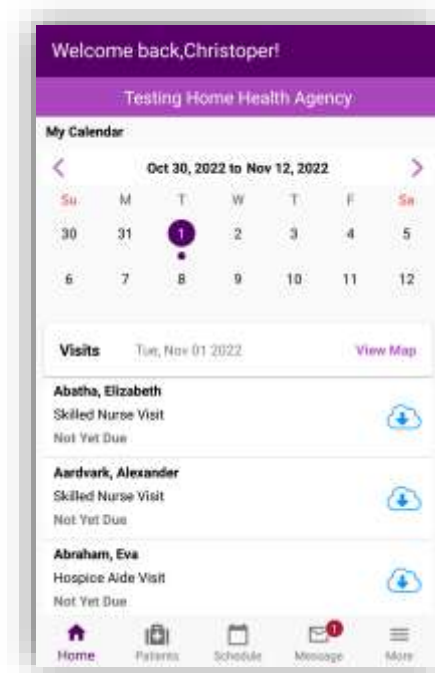 Welcome back,Christoper!
Testing Home Health Agency
My Calendar
Oct 30, 2022 to Nov 12, 2022
Su M T W T F Sa
30 31 1 2 3 4 5
6 7 8 9 10 11 12
Visits Tue, Nov 01 2022 View Map
Abatha, Elizabeth
Skilled Nurse Visit
Not Yet Due
Aardvark, Alexander
Skilled Nurse Visit
Not Yet Due
Abraham, Eva
Hospice Aide Visit
Not Yet Due
1
Home Patients Schedule Message More